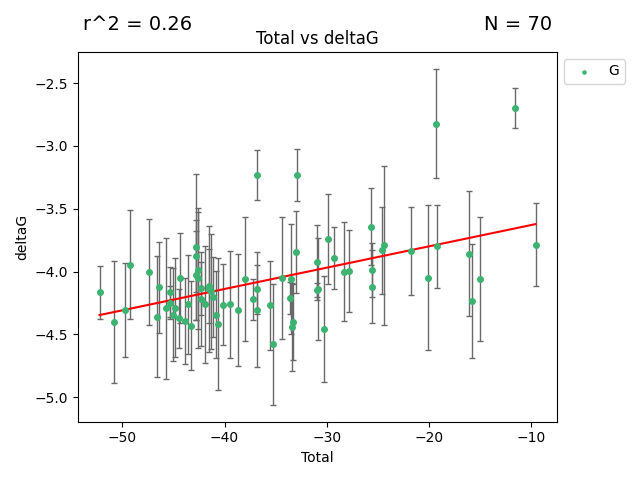 r^2 = 0.26
N = 70
Total vs deltaG
G
−2.5
−3.0
−3.5
−4.0
−4.5
−5.0
deltaG
−50
−40
−30
−20
−10
Total